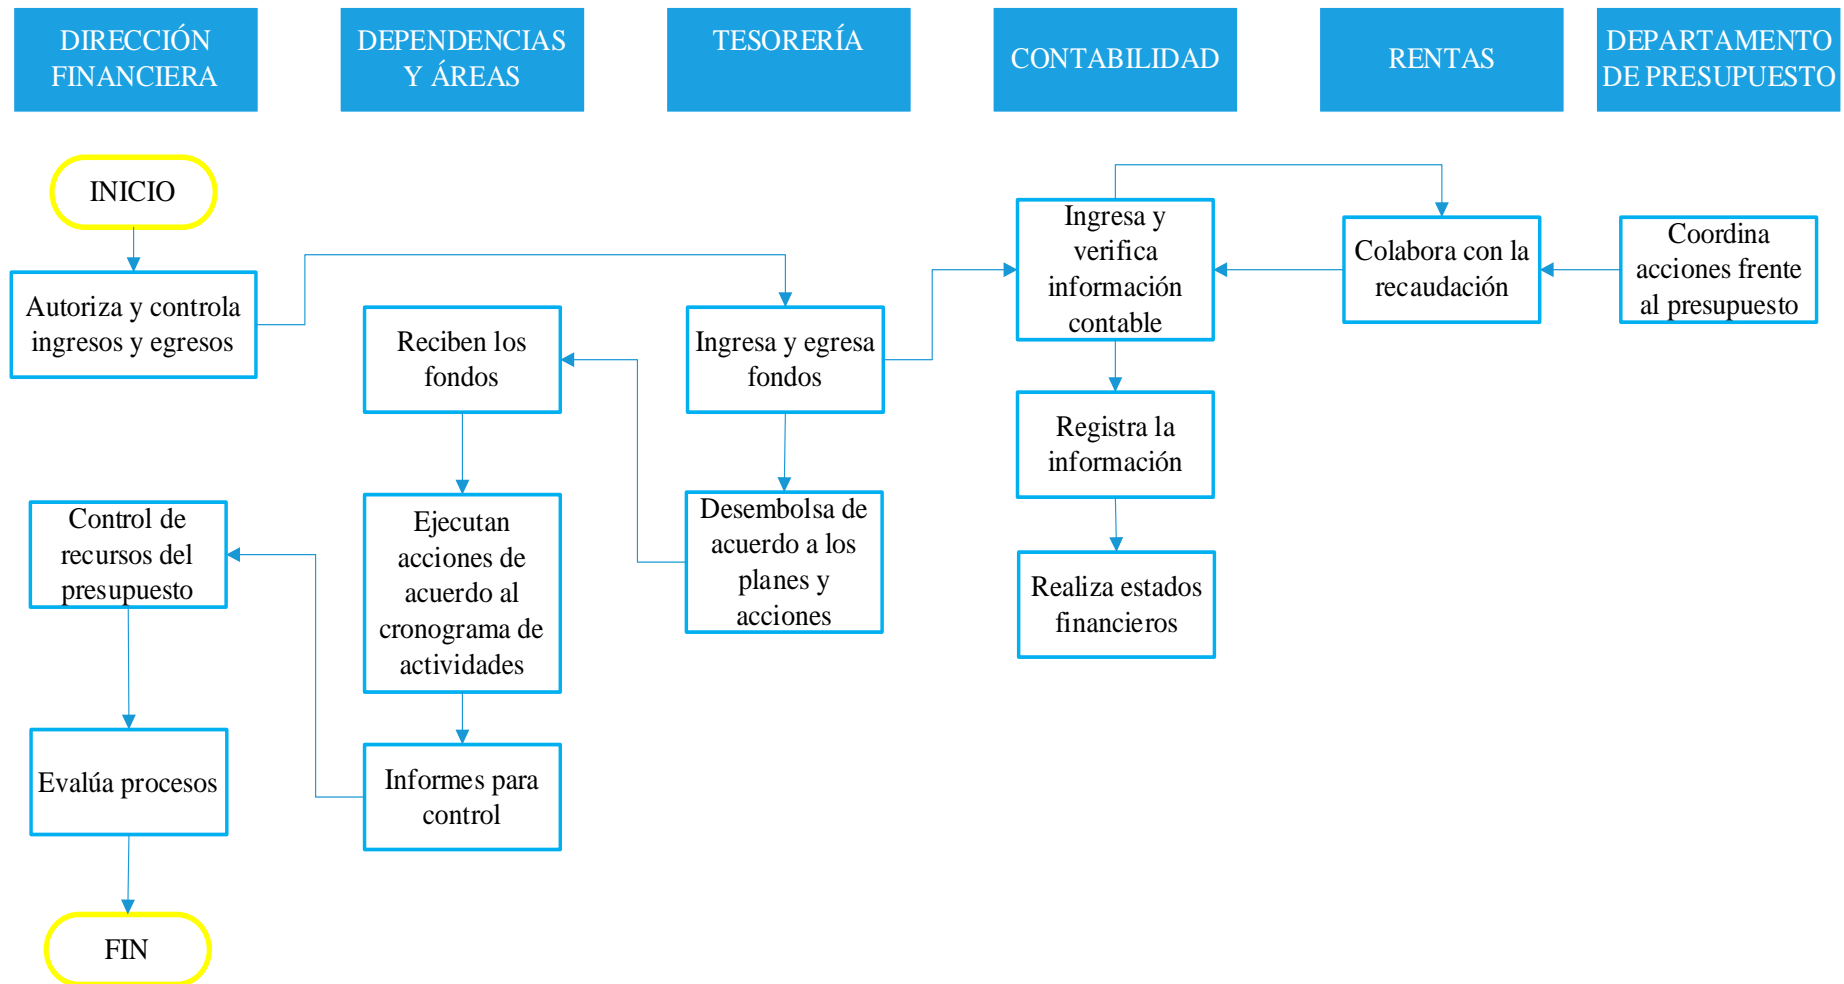 DIRECCIÓN
FINANCIERA
DEPENDENCIAS
Y ÁREAS
TESORERÍA
CONTABILIDAD
RENTAS
DEPARTAMENTO
DE PRESUPUESTO
INICIO
Autoriza y controla
ingresos y egresos
Reciben los
fondos
Ingresa y egresa
fondos
Ingresa y
verifica
información
contable
Colabora con la
recaudación
Coordina
acciones frente
al presupuesto
Registra la
información
Control de
recursos del
presupuesto
Ejecutan
acciones de
acuerdo al
cronograma de
actividades
Desembolsa de
acuerdo a los
planes y
acciones
Realiza estados
financieros
Evalúa procesos
Informes para
control
FIN